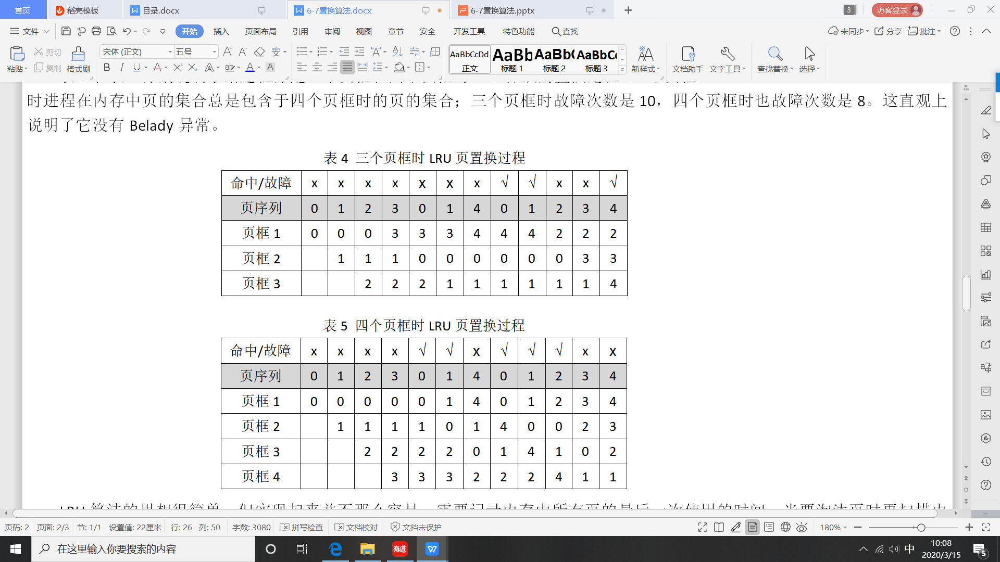 首页 稻壳模板 目录.docx 6-7置换算法.docx 6-7置换算法.pptx 3 访客登录
文件 开始 插入 页面布局 引用 审阅 视图 章节 安全 开发工具 特色功能 查找 未同步 分享 批注
粘贴 剪切 复制 格式刷 宋体 (正文) 五号
AaBbCcDd 正文 标题 1 标题 2 标题 3 新样式 文档助手 文字工具 查找替换 选择
时进程在内存中页的集合总是包含于四个页框时的页的集合；三个页框时故障次数是 10，四个页框时也故障次数是 8。这直观上
说明了它没有 Belady 异常。
表 4 三个页框时 LRU 页置换过程
命中/故障 x x x x x x x √ √ x x √
页序列 0 1 2 3 0 1 4 0 1 2 3 4
页框 1 0 0 0 3 3 3 4 4 4 2 2 2
页框 2 1 1 1 0 0 0 0 0 0 3 3
页框 3 2 2 2 1 1 1 1 1 1 4
表 5 四个页框时 LRU 页置换过程
命中/故障 x x x x √ √ x √ √ √ x x
页序列 0 1 2 3 0 1 4 0 1 2 3 4
页框 1 0 0 0 0 0 1 4 0 1 2 3 4
页框 2 1 1 1 1 0 1 4 0 0 2 3
页框 3 2 2 2 2 0 1 4 1 0 2
页框 4 3 3 3 2 2 2 4 1 1
页码: 2 页面: 2/3 节: 1/1 设置值: 22厘米 行: 26 列: 50 字数: 3080 拼写检查 文档校对 文档未保护 180%
在这里输入你要搜索的内容 有道 中 10:08
2020/3/15 5